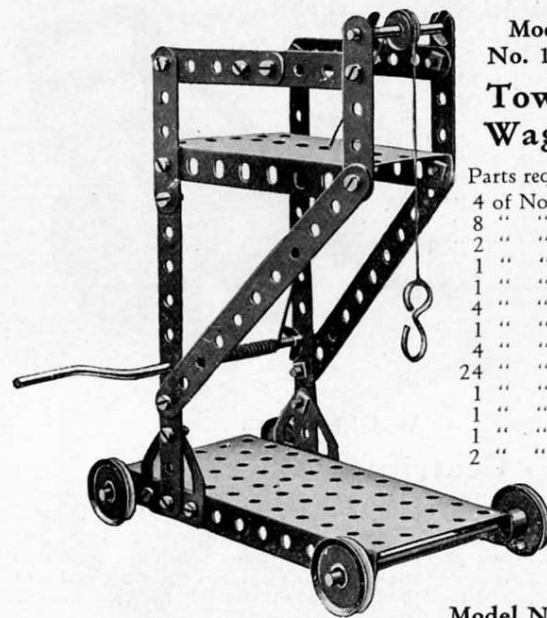 Mod
No. 1
Tow
Wag
Parts req
4 of No
8 “ “
2 “ “
1 “ “
1 “ “
4 “ “
1 “ “
4 “ “
24 “ “
1 “ “
1 “ “
1 “ “
2 “ “
Model N